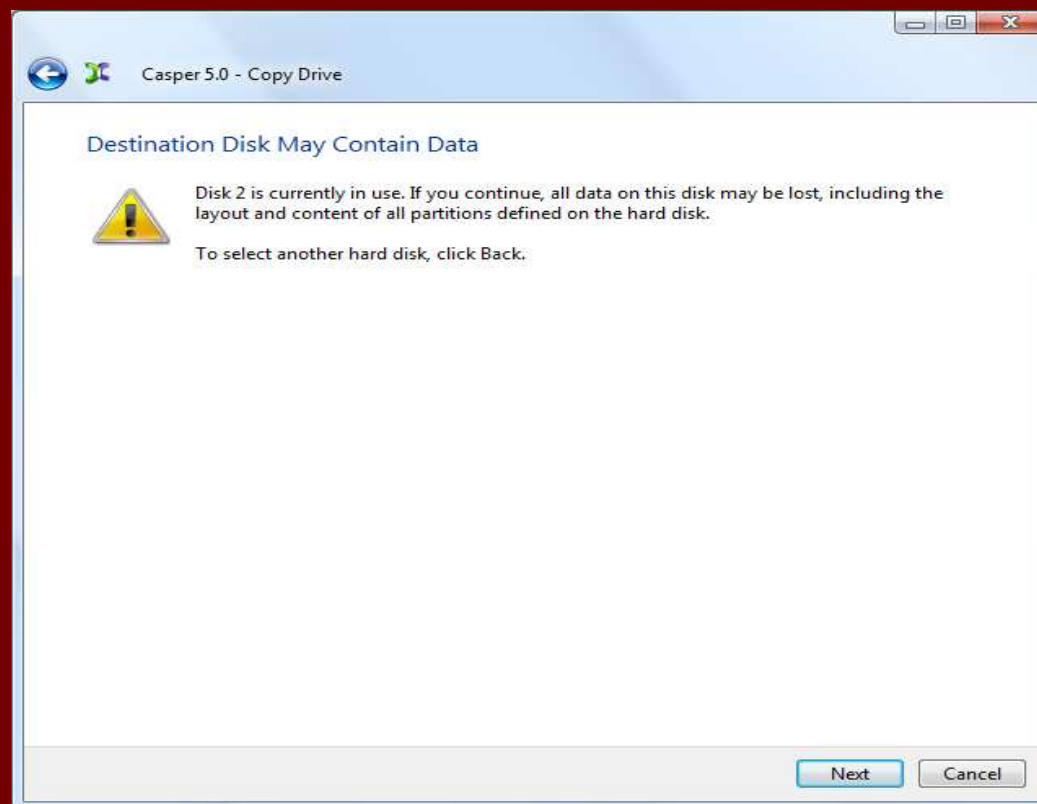 Casper 5.0 - Copy Drive
Destination Disk May Contain Data
Disk 2 is currently in use. If you continue, all data on this disk may be lost, including the
layout and content of all partitions defined on the hard disk.
To select another hard disk, click Back.
Next Cancel